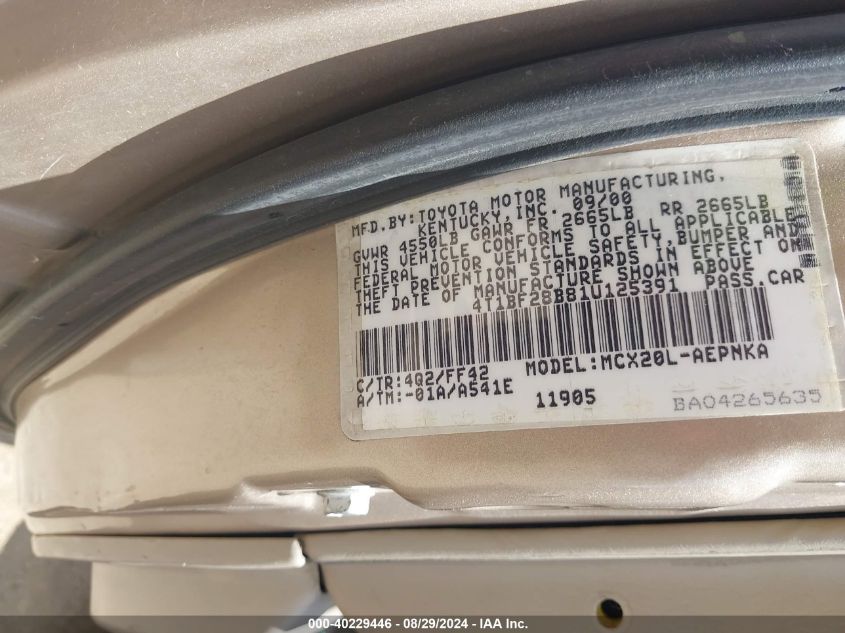 MFD.BY:TOYOTA MOTOR MANUFACTURING,
KENTUCKY,INC. 09/00
GVWR 4550LB GAWR FR 2665LB RR 2665LB
THIS VEHICLE CONFORMS TO ALL APPLICABLE
FEDERAL MOTOR VEHICLE SAFETY,BUMPER AND
THEFT PREVENTION STANDARDS IN EFFECT ON
THE DATE OF MANUFACTURE SHOWN ABOVE
4T1BF28B81U125391 PASS.CAR
C/TR:4Q2/FF42 MODEL:MCX20L-AEPNKA
A/TM:-01A/A541E
11905 BA04265635
000-40229446 - 08/29/2024 - IAA Inc.